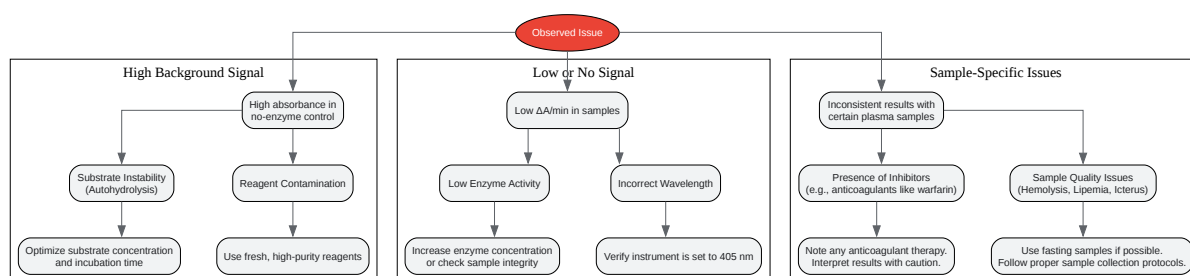 Observed Issue
High Background Signal
High absorbance in
no-enzyme control
Substrate Instability
(Autohydrolysis)
Reagent Contamination
Optimize substrate concentration
and incubation time
Use fresh, high-purity reagents
Low or No Signal
Low ΔA/min in samples
Low Enzyme Activity
Incorrect Wavelength
Increase enzyme concentration
or check sample integrity
Verify instrument is set to 405 nm
Sample-Specific Issues
Inconsistent results with
certain plasma samples
Presence of Inhibitors
(e.g., anticoagulants like warfarin)
Sample Quality Issues
(Hemolysis, Lipemia, Icterus)
Note any anticoagulant therapy.
Interpret results with caution.
Use fasting samples if possible.
Follow proper sample collection protocols.